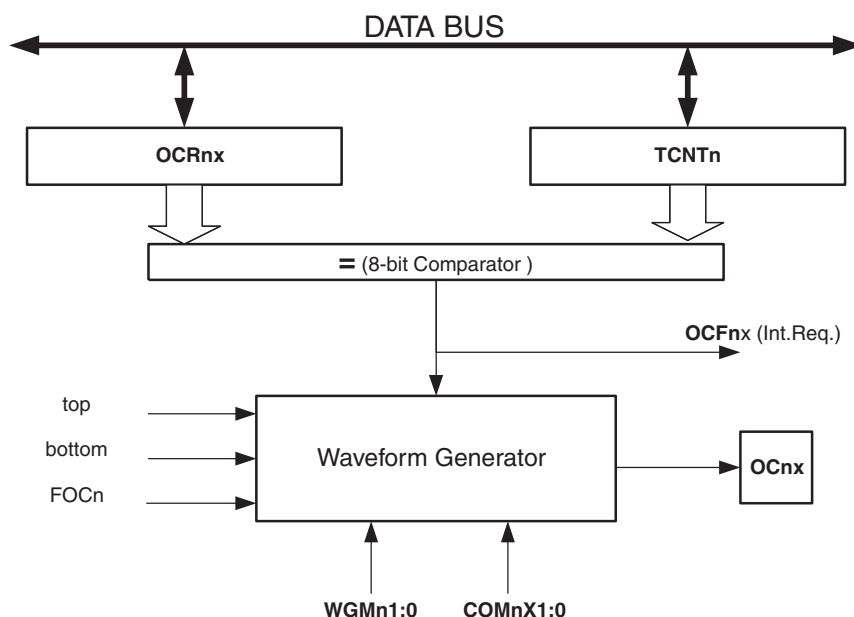 DATA BUS
OCRnx
TCNTn
= (8-bit Comparator )
OCFnx (Int.Req.)
top
bottom
FOCn
Waveform Generator
OCnx
WGMn1:0
COMnX1:0